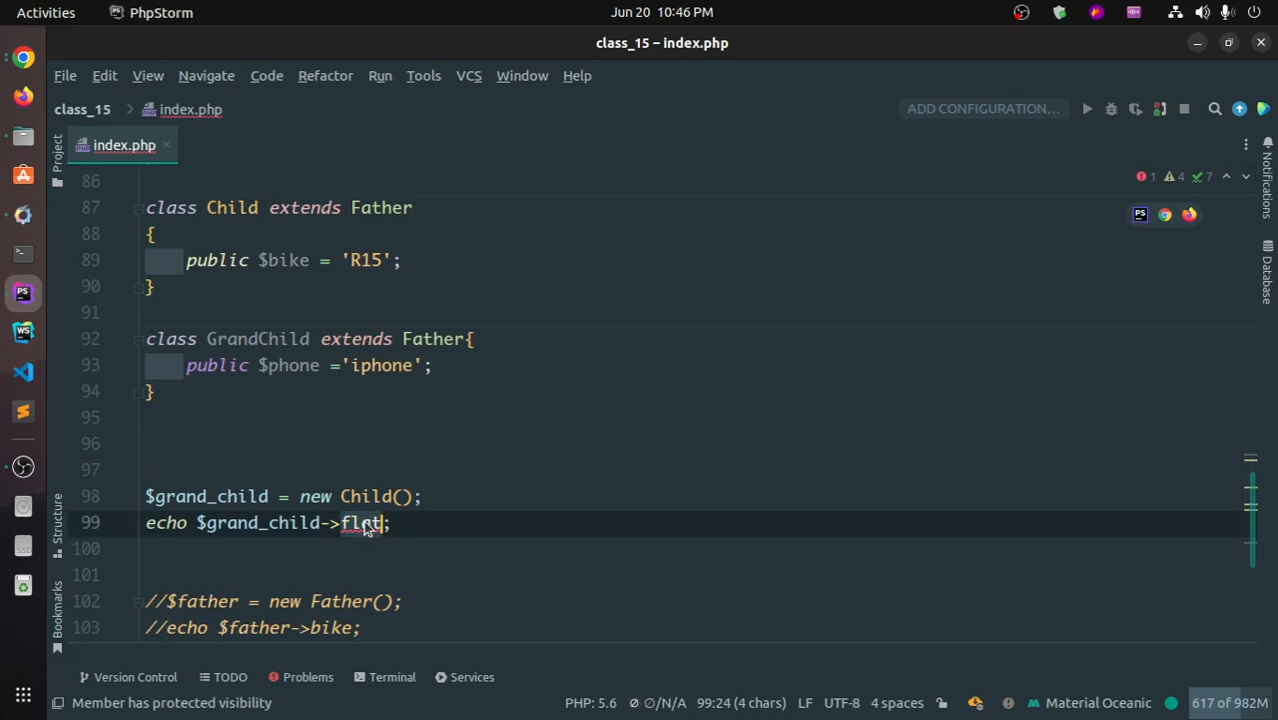 Activities
PhpStorm
Jun 20 10:46 PM
class_15 – index.php
File Edit View Navigate Code Refactor Run Tools VCS Window Help
class_15 index.php
ADD CONFIGURATION...
index.php
Project
Structure
Bookmarks
Notifications
Database
1 4 7
86
87 class Child extends Father
88 {
89 public $bike = 'R15';
90 }
91
92 class GrandChild extends Father{
93 public $phone ='iphone';
94 }
95
96
97
98 $grand_child = new Child();
99 echo $grand_child->flat;
100
101
102 //$father = new Father();
103 //echo $father->bike;
Version Control TODO Problems Terminal Services
Member has protected visibility
PHP: 5.6 ∅/N/A 99:24 (4 chars) LF UTF-8 4 spaces Material Oceanic 617 of 982M